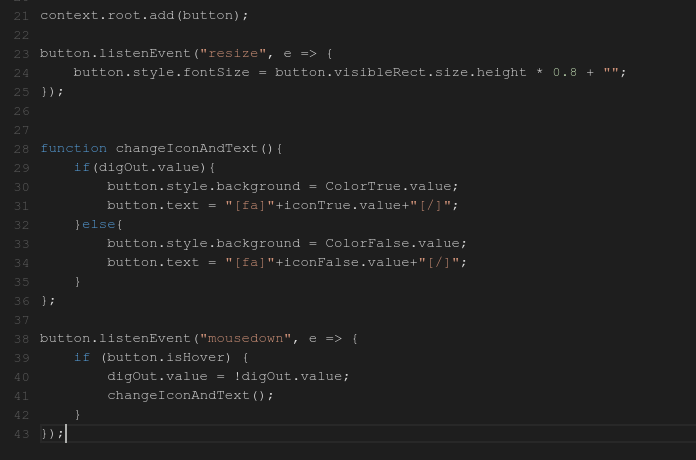 21 context.root.add(button);
22
23 button.listenEvent("resize", e => {
24     button.style.fontSize = button.visibleRect.size.height * 0.8 + "";
25 });
26
27
28 function changeIconAndText(){
29     if(digOut.value){
30         button.style.background = ColorTrue.value;
31         button.text = "[fa]"+iconTrue.value+"[/]";
32     }else{
33         button.style.background = ColorFalse.value;
34         button.text = "[fa]"+iconFalse.value+"[/]";
35     }
36 };
37
38 button.listenEvent("mousedown", e => {
39     if (button.isHover) {
40         digOut.value = !digOut.value;
41         changeIconAndText();
42     }
43 });